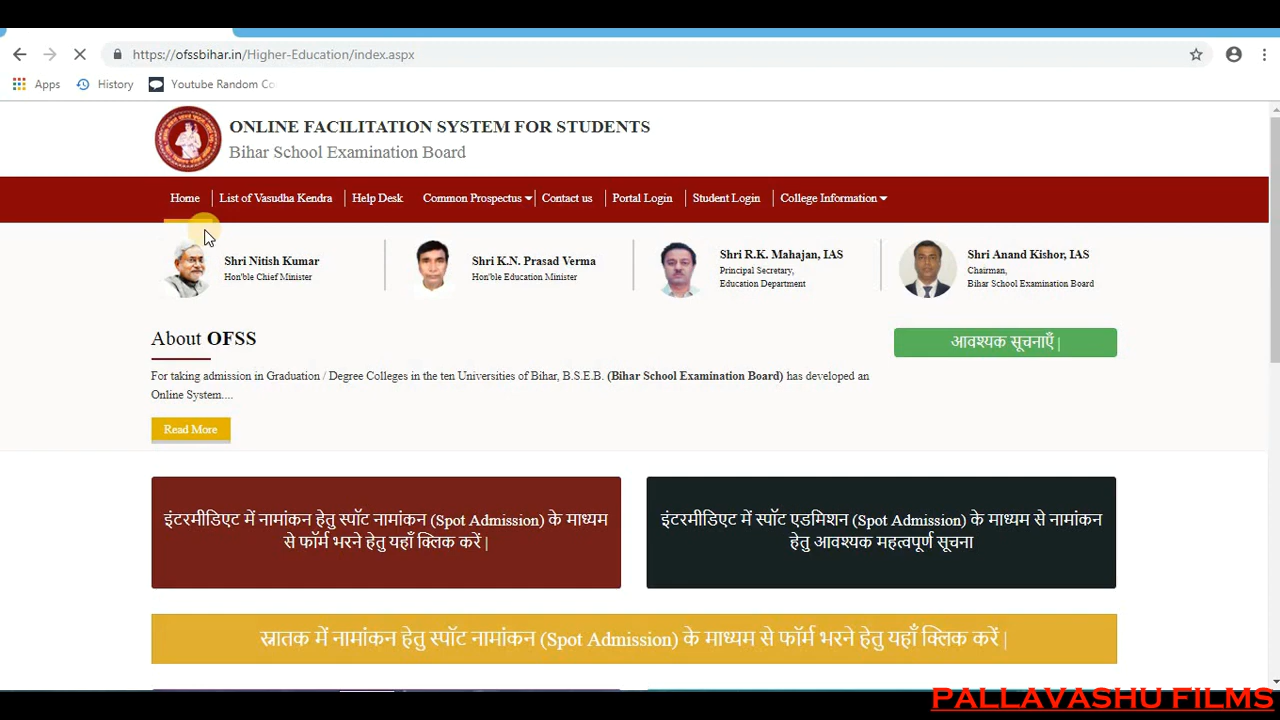 https://ofssbihar.in/Higher-Education/index.aspx
Apps History Youtube Random Co
ONLINE FACILITATION SYSTEM FOR STUDENTS
Bihar School Examination Board
Home List of Vasudha Kendra Help Desk Common Prospectus Contact us Portal Login Student Login College Information
Shri Nitish Kumar
Hon'ble Chief Minister
Shri K.N. Prasad Verma
Hon'ble Education Minister
Shri R.K. Mahajan, IAS
Principal Secretary,
Education Department
Shri Anand Kishor, IAS
Chairman,
Bihar School Examination Board
About OFSS
आवश्यक सूचनाएँ |
For taking admission in Graduation / Degree Colleges in the ten Universities of Bihar, B.S.E.B. (Bihar School Examination Board) has developed an
Online System....
Read More
इंटरमीडिएट में नामांकन हेतु स्पॉट नामांकन (Spot Admission) के माध्यम
से फॉर्म भरने हेतु यहाँ क्लिक करें |
इंटरमीडिएट में स्पॉट एडमिशन (Spot Admission) के माध्यम से नामांकन
हेतु आवश्यक महत्वपूर्ण सूचना
स्नातक में नामांकन हेतु स्पॉट नामांकन (Spot Admission) के माध्यम से फॉर्म भरने हेतु यहाँ क्लिक करें |
PALLAVASHU FILMS